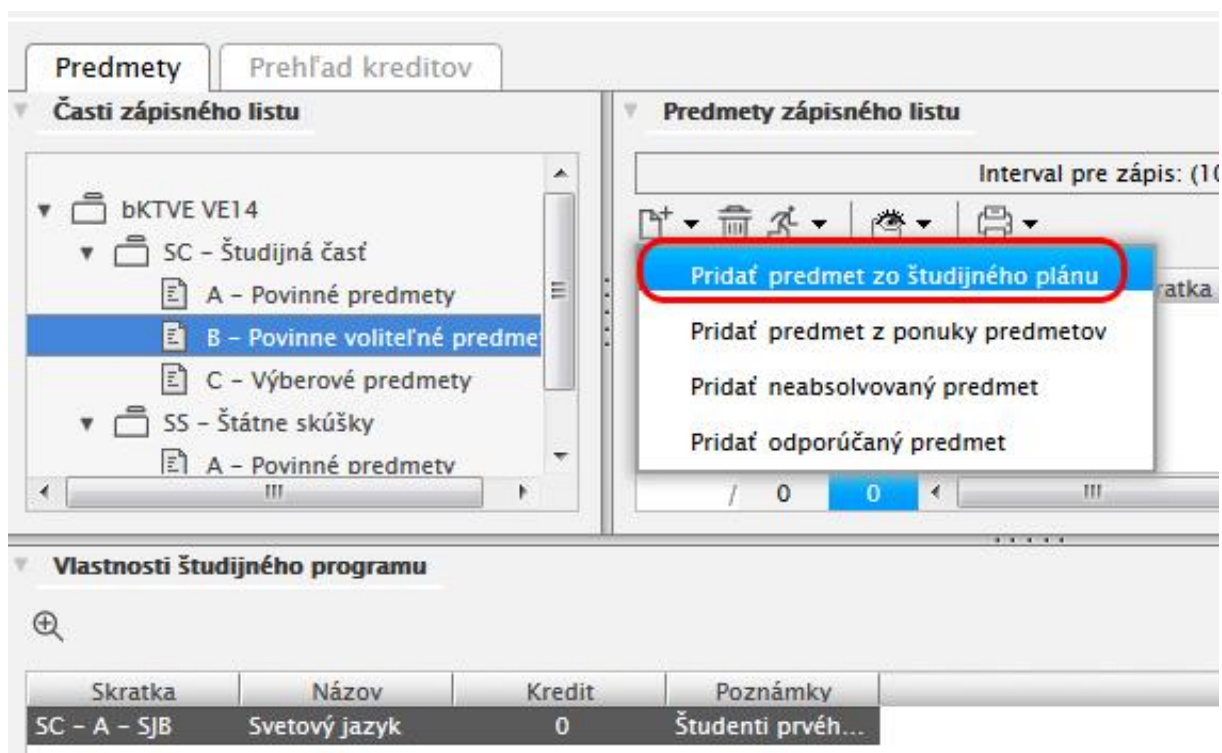 Predmety
Prehľad kreditov
Časti zápisného listu
bKTVE VE14
SC – Študijná časť
A – Povinné predmety
B – Povinne voliteľné predme
C – Výberové predmety
SS – Štátne skúšky
A – Povinné predmety
Predmety zápisného listu
Interval pre zápis: (10
Pridať predmet zo študijného plánu
ratka
Pridať predmet z ponuky predmetov
Pridať neabsolvovaný predmet
Pridať odporúčaný predmet
/ 0 0
Vlastnosti študijného programu
Skratka Názov Kredit Poznámky
SC – A – SJB Svetový jazyk 0 Študenti prvéh...